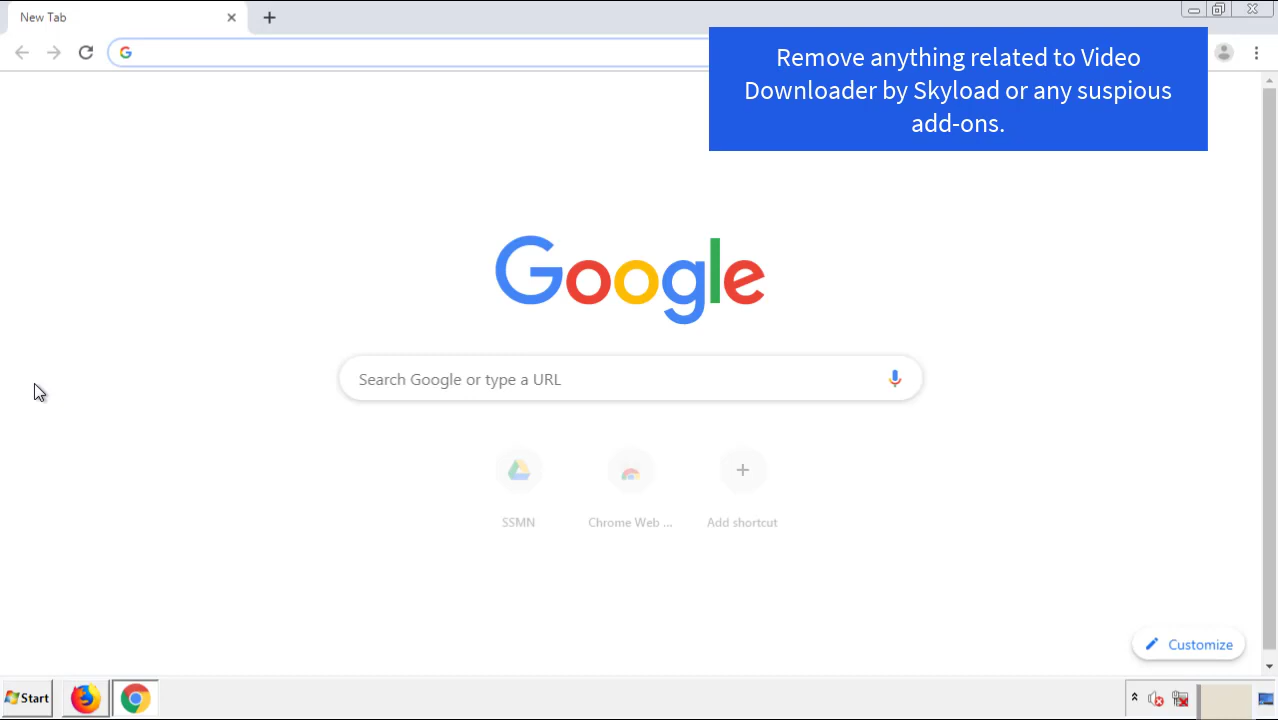 New Tab
Remove anything related to Video
Downloader by Skyload or any suspious
add-ons.
Google
Search Google or type a URL
SSMN
Chrome Web ...
Add shortcut
Customize
Start